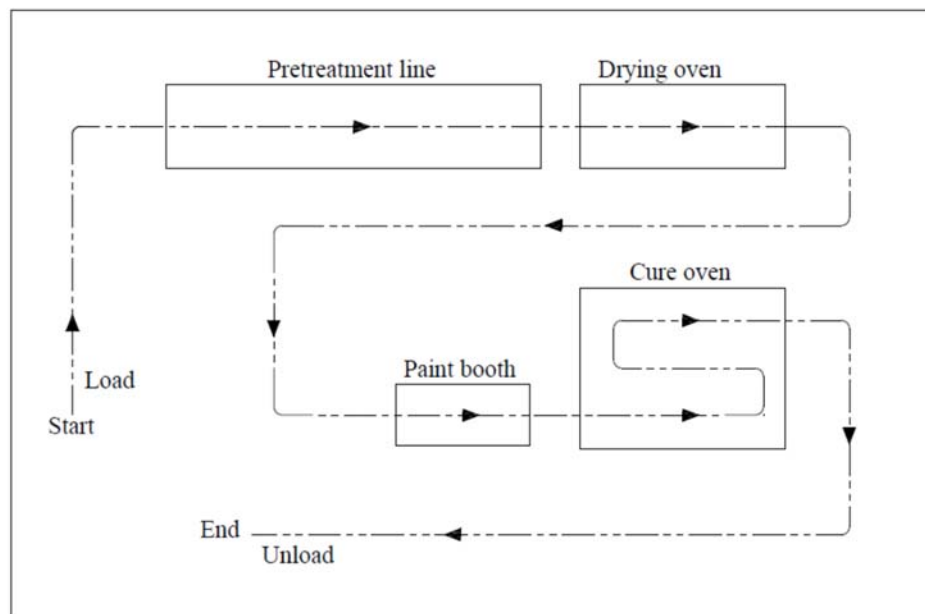 Pretreatment line
Drying oven
Cure oven
Paint booth
Load
Start
End
Unload